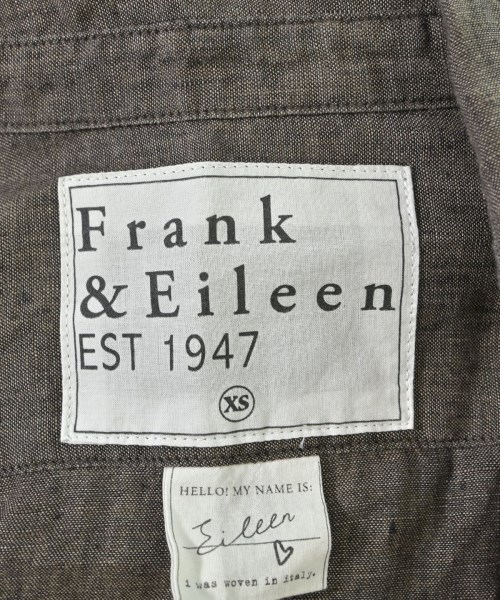 Frank
& Eileen
EST 1947
XS
HELLO! MY NAME IS:
Eileen
i was woven in italy.